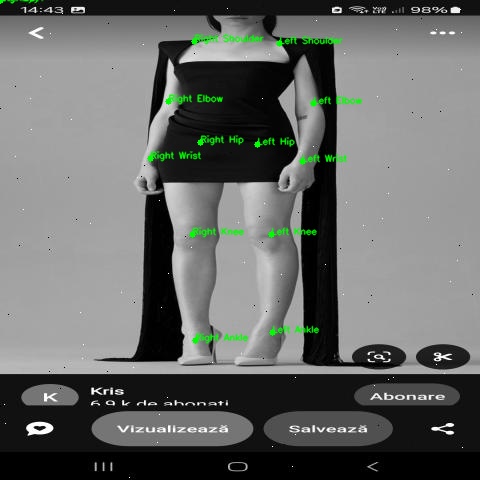 14:43 98%
Right Shoulder Left Shoulder
Right Elbow Left Elbow
Right Hip Left Hip
Right Wrist Left Wrist
Right Knee Left Knee
Right Ankle Left Ankle
K Kris Abonare
6,9 k de abonați
Vizualizează Salvează